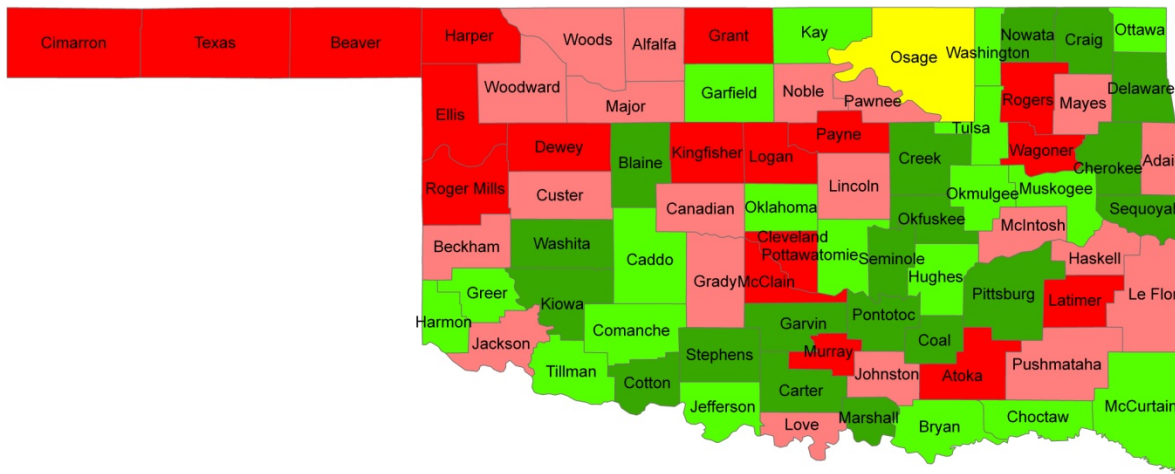 Cimarron
Texas
Beaver
Harper
Woods
Alfalfa
Grant
Kay
Osage
Washington
Nowata
Craig
Ottawa
Woodward
Major
Garfield
Noble
Pawnee
Rogers
Mayes
Delaware
Ellis
Dewey
Blaine
Kingfisher
Logan
Payne
Creek
Tulsa
Wagoner
Cherokee
Adai
Roger Mills
Custer
Canadian
Oklahoma
Lincoln
Okmulgee
Muskogee
Sequoyal
Beckham
Washita
Caddo
Grady
Cleveland
Pottawatomie
McClain
Okfuskee
Seminole
Hughes
McIntosh
Haskell
Greer
Kiowa
Comanche
Garvin
Pontotoc
Pittsburg
Latimer
Le Flor
Harmon
Jackson
Tillman
Cotton
Stephens
Murray
Coal
Johnston
Atoka
Pushmataha
Jefferson
Carter
Love
Marshall
Bryan
Choctaw
McCurtain